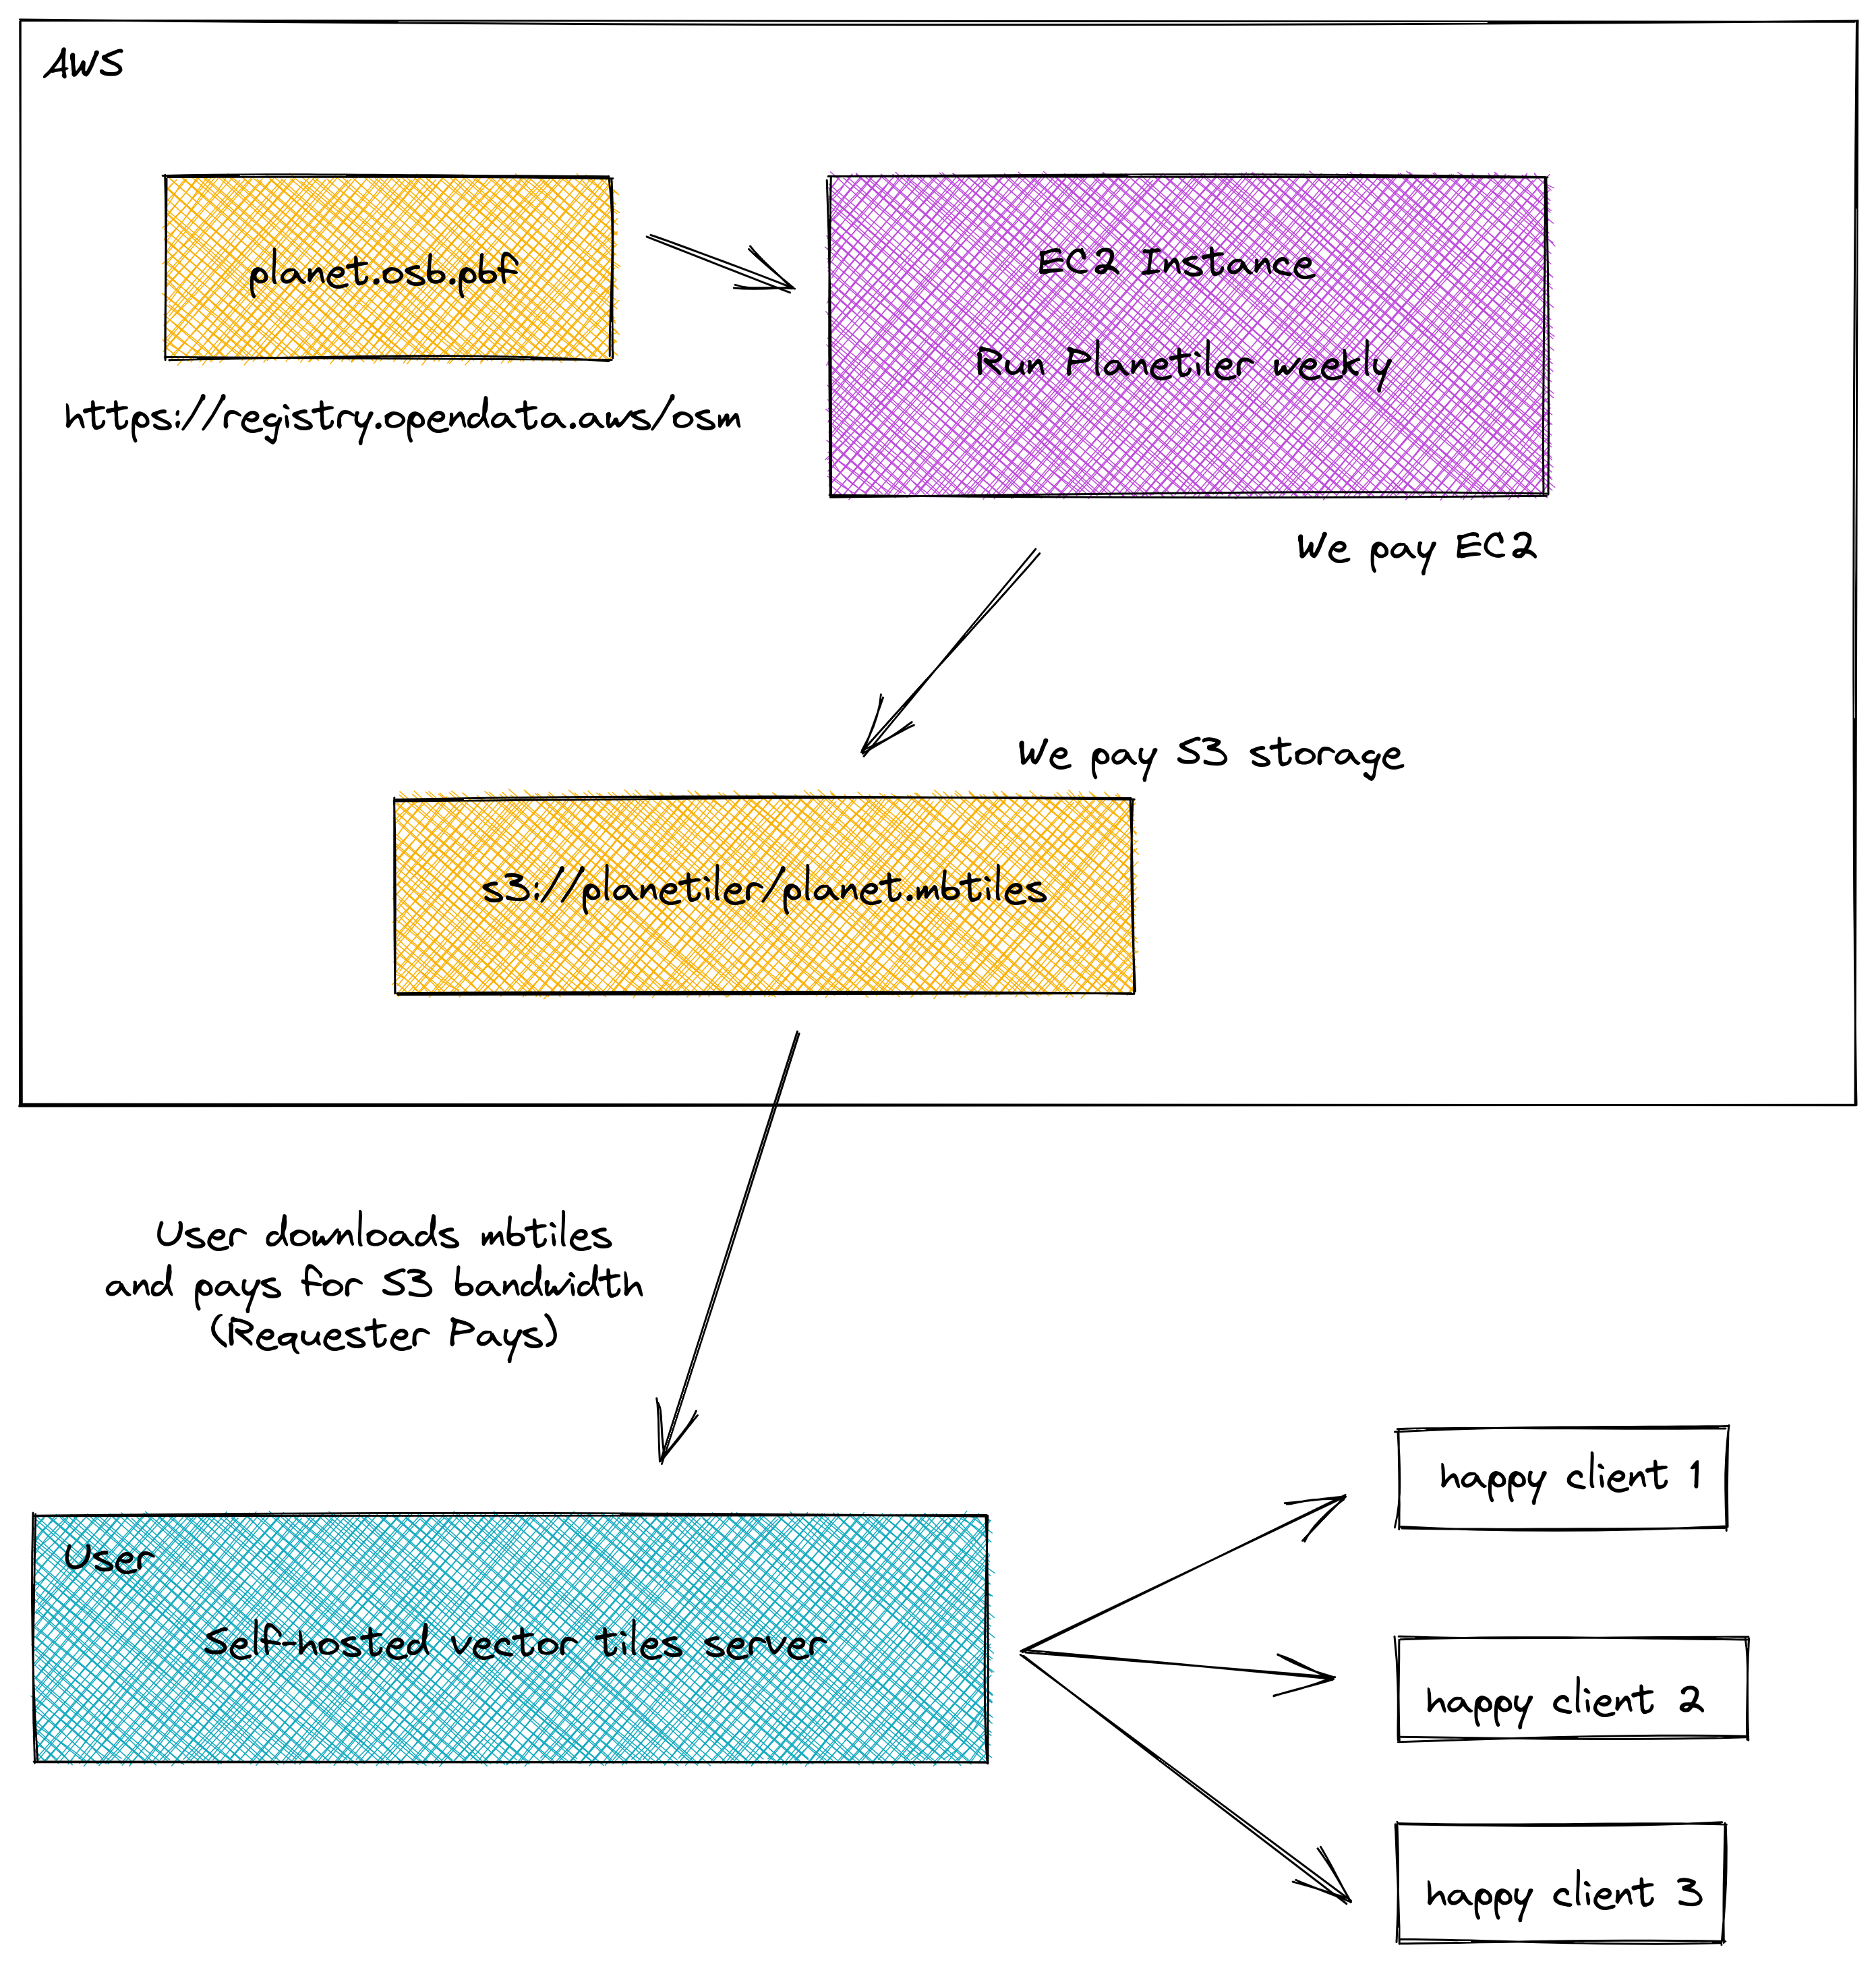 AWS
planet.osb.pbf
https://registry.opendata.aws/osm
EC2 Instance
Run Planetiler weekly
We pay EC2
We pay S3 storage
s3://planetiler/planet.mbtiles
User downloads mbtiles
and pays for S3 bandwidth
(Requester Pays)
User
Self-hosted vector tiles server
happy client 1
happy client 2
happy client 3